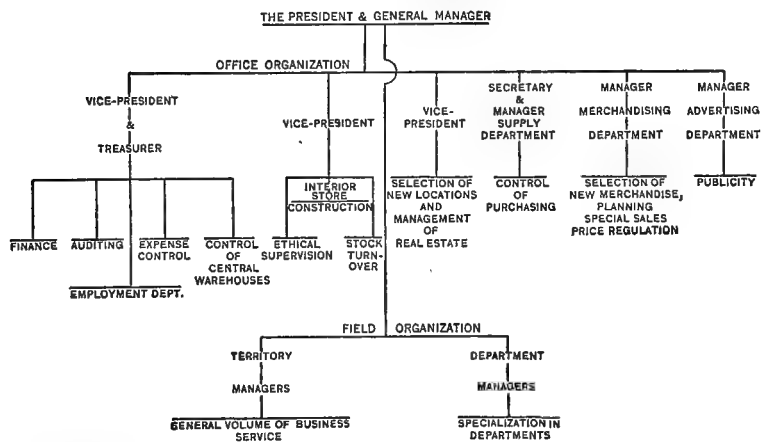 THE PRESIDENT & GENERAL MANAGER
OFFICE ORGANIZATION
VICE-PRESIDENT
&
TREASURER
VICE-PRESIDENT
VICE-
PRESIDENT
SECRETARY
&
MANAGER
SUPPLY
DEPARTMENT
MANAGER
MERCHANDISING
DEPARTMENT
MANAGER
ADVERTISING
DEPARTMENT
FINANCE
AUDITING
EXPENSE
CONTROL
CONTROL
OF
CENTRAL
WAREHOUSES
EMPLOYMENT DEPT.
INTERIOR
STORE
CONSTRUCTION
ETHICAL
SUPERVISION
STOCK
TURN-
OVER
SELECTION OF
NEW LOCATIONS
AND
MANAGEMENT
OF
REAL ESTATE
CONTROL
OF
PURCHASING
SELECTION OF
NEW MERCHANDISE,
PLANNING
SPECIAL SALES
PRICE REGULATION
PUBLICITY
FIELD ORGANIZATION
TERRITORY
MANAGERS
GENERAL VOLUME OF BUSINESS
SERVICE
DEPARTMENT
MANAGERS
SPECIALIZATION IN
DEPARTMENTS